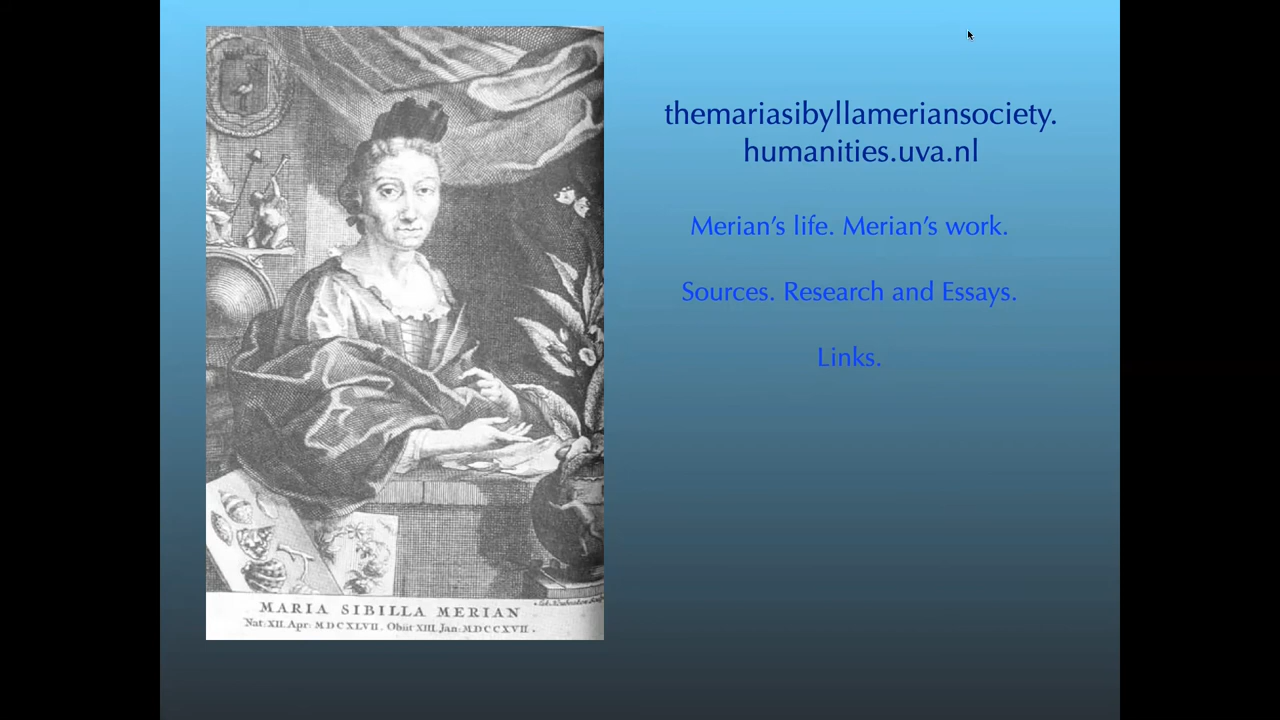 themariasibyllameriansociety.
humanities.uva.nl
Merian’s life. Merian’s work.
Sources. Research and Essays.
Links.
MARIA SIBILLA MERIAN
Nat: XII. Apr: MDCXLVII. Obiit XIII. Jan: MDCCXVII.